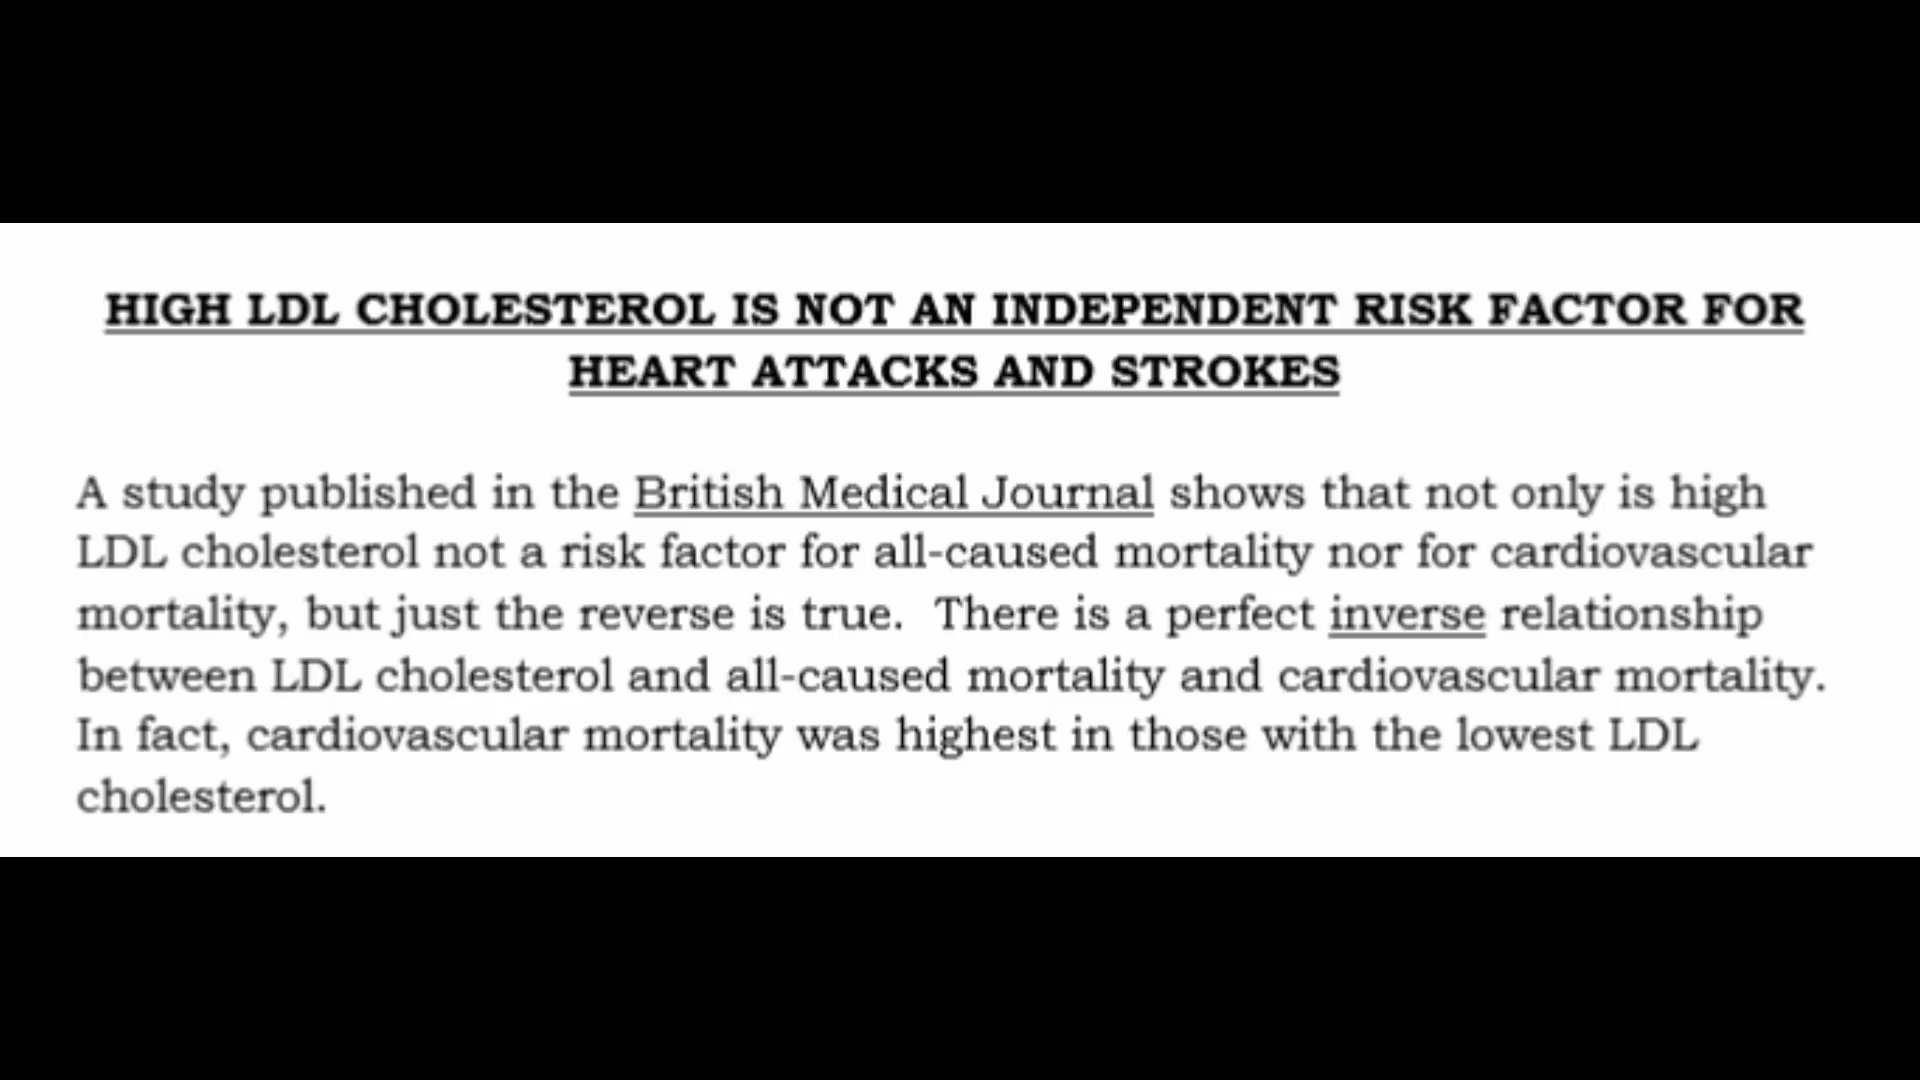 HIGH LDL CHOLESTEROL IS NOT AN INDEPENDENT RISK FACTOR FOR
HEART ATTACKS AND STROKES
A study published in the British Medical Journal shows that not only is high
LDL cholesterol not a risk factor for all-caused mortality nor for cardiovascular
mortality, but just the reverse is true.  There is a perfect inverse relationship
between LDL cholesterol and all-caused mortality and cardiovascular mortality.
In fact, cardiovascular mortality was highest in those with the lowest LDL
cholesterol.